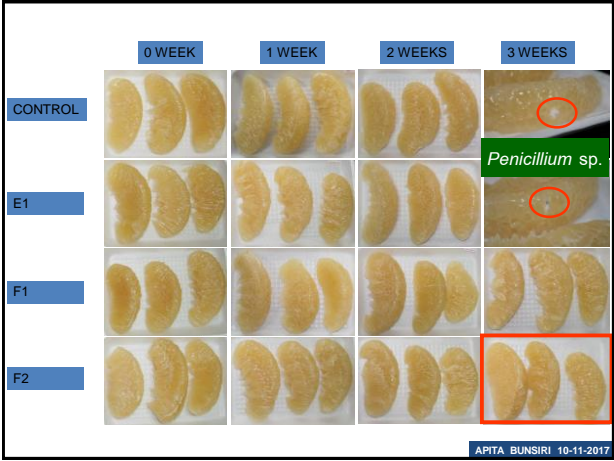 0 WEEK
1 WEEK
2 WEEKS
3 WEEKS
CONTROL
Penicillium sp.
E1
F1
F2
APITA BUNSIRI 10-11-2017